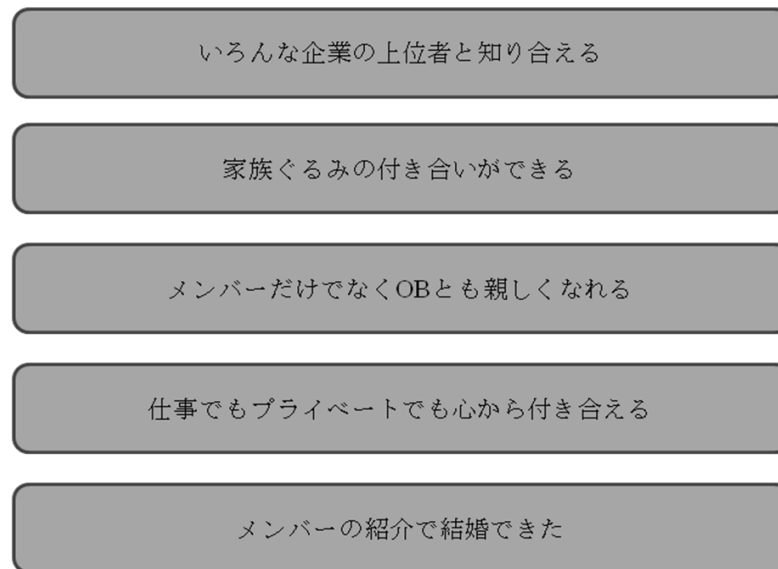 いろんな企業の上位者と知り合える
家族ぐるみの付き合いができる
メンバーだけでなくOBとも親しくなれる
仕事でもプライベートでも心から付き合える
メンバーの紹介で結婚できた